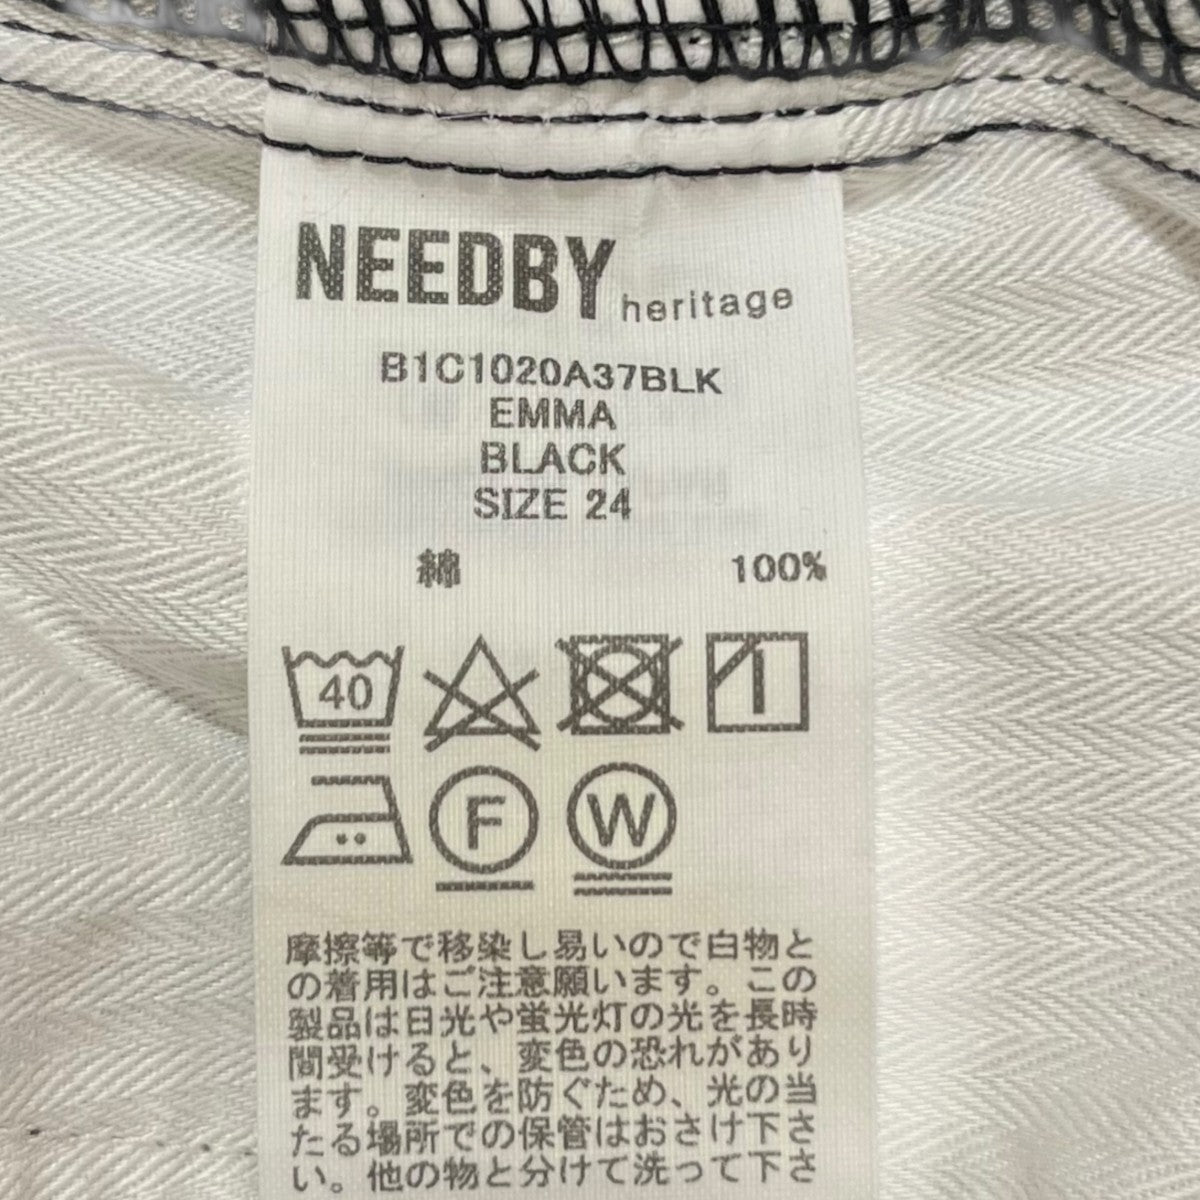 NEEDBY heritage
B1C1020A37BLK
EMMA
BLACK
SIZE 24
綿 100%
40
F W
摩擦等で移染し易いので白物と
の着用はご注意願います。この
製品は日光や蛍光灯の光を長時
間受けると、変色の恐れがあり
ます。変色を防ぐため、光の当
たる場所での保管はおさけ下さ
い。他の物と分けて洗って下さ